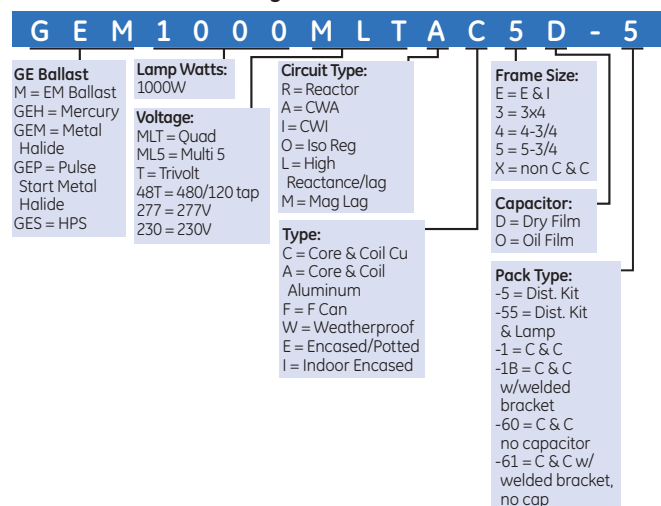 G E M 1 0 0 0 M L T A C 5 D - 5
GE Ballast
M = EM Ballast
GEH = Mercury
GEM = Metal
Halide
GEP = Pulse
Start Metal
Halide
GES = HPS
Lamp Watts:
1000W
Voltage:
MLT = Quad
ML5 = Multi 5
T = Trivolt
48T = 480/120 tap
277 = 277V
230 = 230V
Circuit Type:
R = Reactor
A = CWA
I = CWI
O = Iso Reg
L = High
Reactance/lag
M = Mag Lag
Type:
C = Core & Coil Cu
A = Core & Coil
Aluminum
F = F Can
W = Weatherproof
E = Encased/Potted
I = Indoor Encased
Frame Size:
E = E & I
3 = 3x4
4 = 4-3/4
5 = 5-3/4
X = non C & C
Capacitor:
D = Dry Film
O = Oil Film
Pack Type:
-5 = Dist. Kit
-55 = Dist. Kit
& Lamp
-1 = C & C
-1B = C & C
w/welded
bracket
-60 = C & C
no capacitor
-61 = C & C w/
welded bracket,
no cap